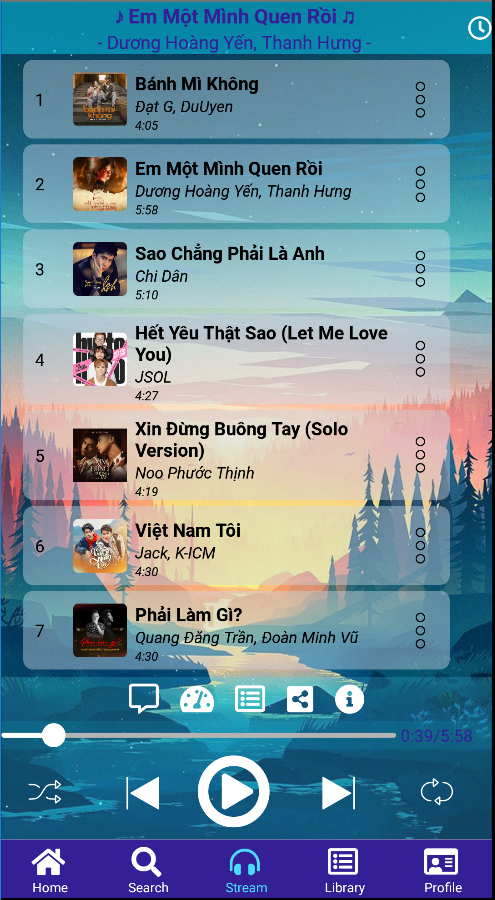 ♪ Em Một Mình Quen Rồi ♫
- Dương Hoàng Yến, Thanh Hưng -
1
Bánh Mì Không
Đạt G, DuUyen
4:05
2
Em Một Mình Quen Rồi
Dương Hoàng Yến, Thanh Hưng
5:58
3
Sao Chẳng Phải Là Anh
Chi Dân
5:10
4
Hết Yêu Thật Sao (Let Me Love
You)
JSOL
4:27
5
Xin Đừng Buông Tay (Solo
Version)
Noo Phước Thịnh
4:19
6
Việt Nam Tôi
Jack, K-ICM
4:30
7
Phải Làm Gì?
Quang Đăng Trần, Đoàn Minh Vũ
4:30
0:39/5:58
Home
Search
Stream
Library
Profile